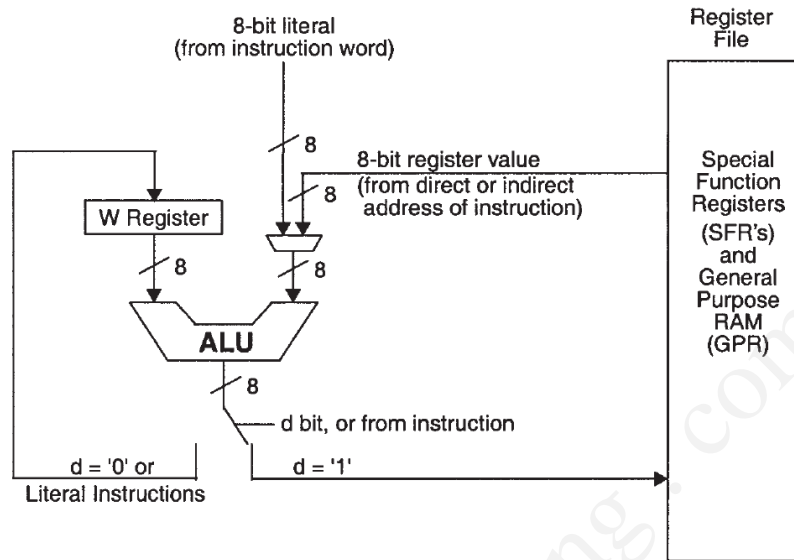 8-bit literal
(from instruction word)
Register
File
8
8-bit register value
(from direct or indirect
address of instruction)
8
W Register
8
8
Special
Function
Registers
(SFR's)
and
General
Purpose
RAM
(GPR)
ALU
8
d bit, or from instruction
d = '0' or
Literal Instructions
d = '1'